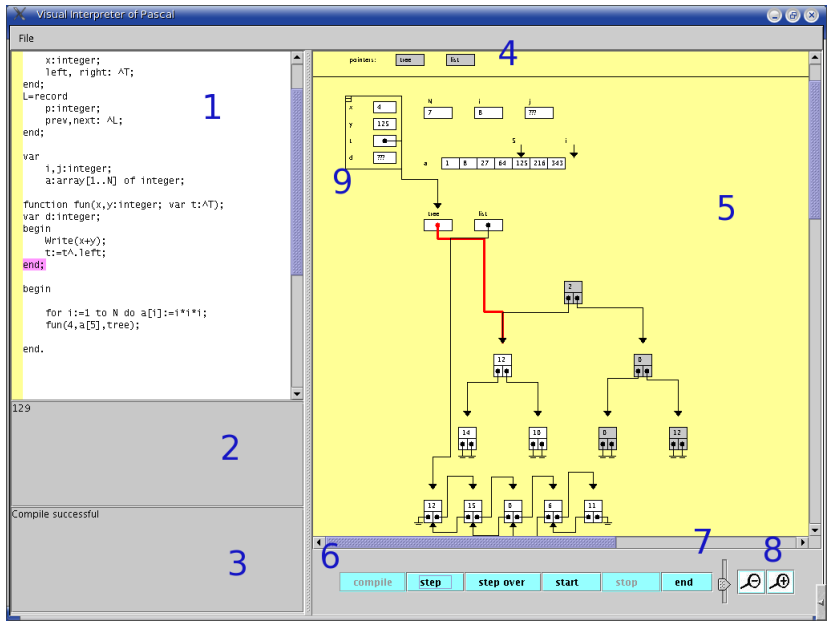 Visual Interpreter of Pascal
File
x:integer;
left, right: ^T;
end;
L=record
p:integer;
prev,next: ^L;
end;
var
i,j:integer;
a:array[1..N] of integer;
function fun(x,y:integer; var t:^T);
var d:integer;
begin
Write(x+y);
t:=t^.left;
end;
begin
for i:=1 to N do a[i]:=i*i*i;
fun(4,a[5],tree);
end.
1
129
2
Compile successful
3
pointers: tree list
4
x 4
y 125
t
d ???
9
N i j
7 8 ???
5 i
a 1 8 27 64 125 216 343
5
tree list
2
12 0
14 10 0 12
12 15 0 6 11
6 7 8
compile step step over start stop end